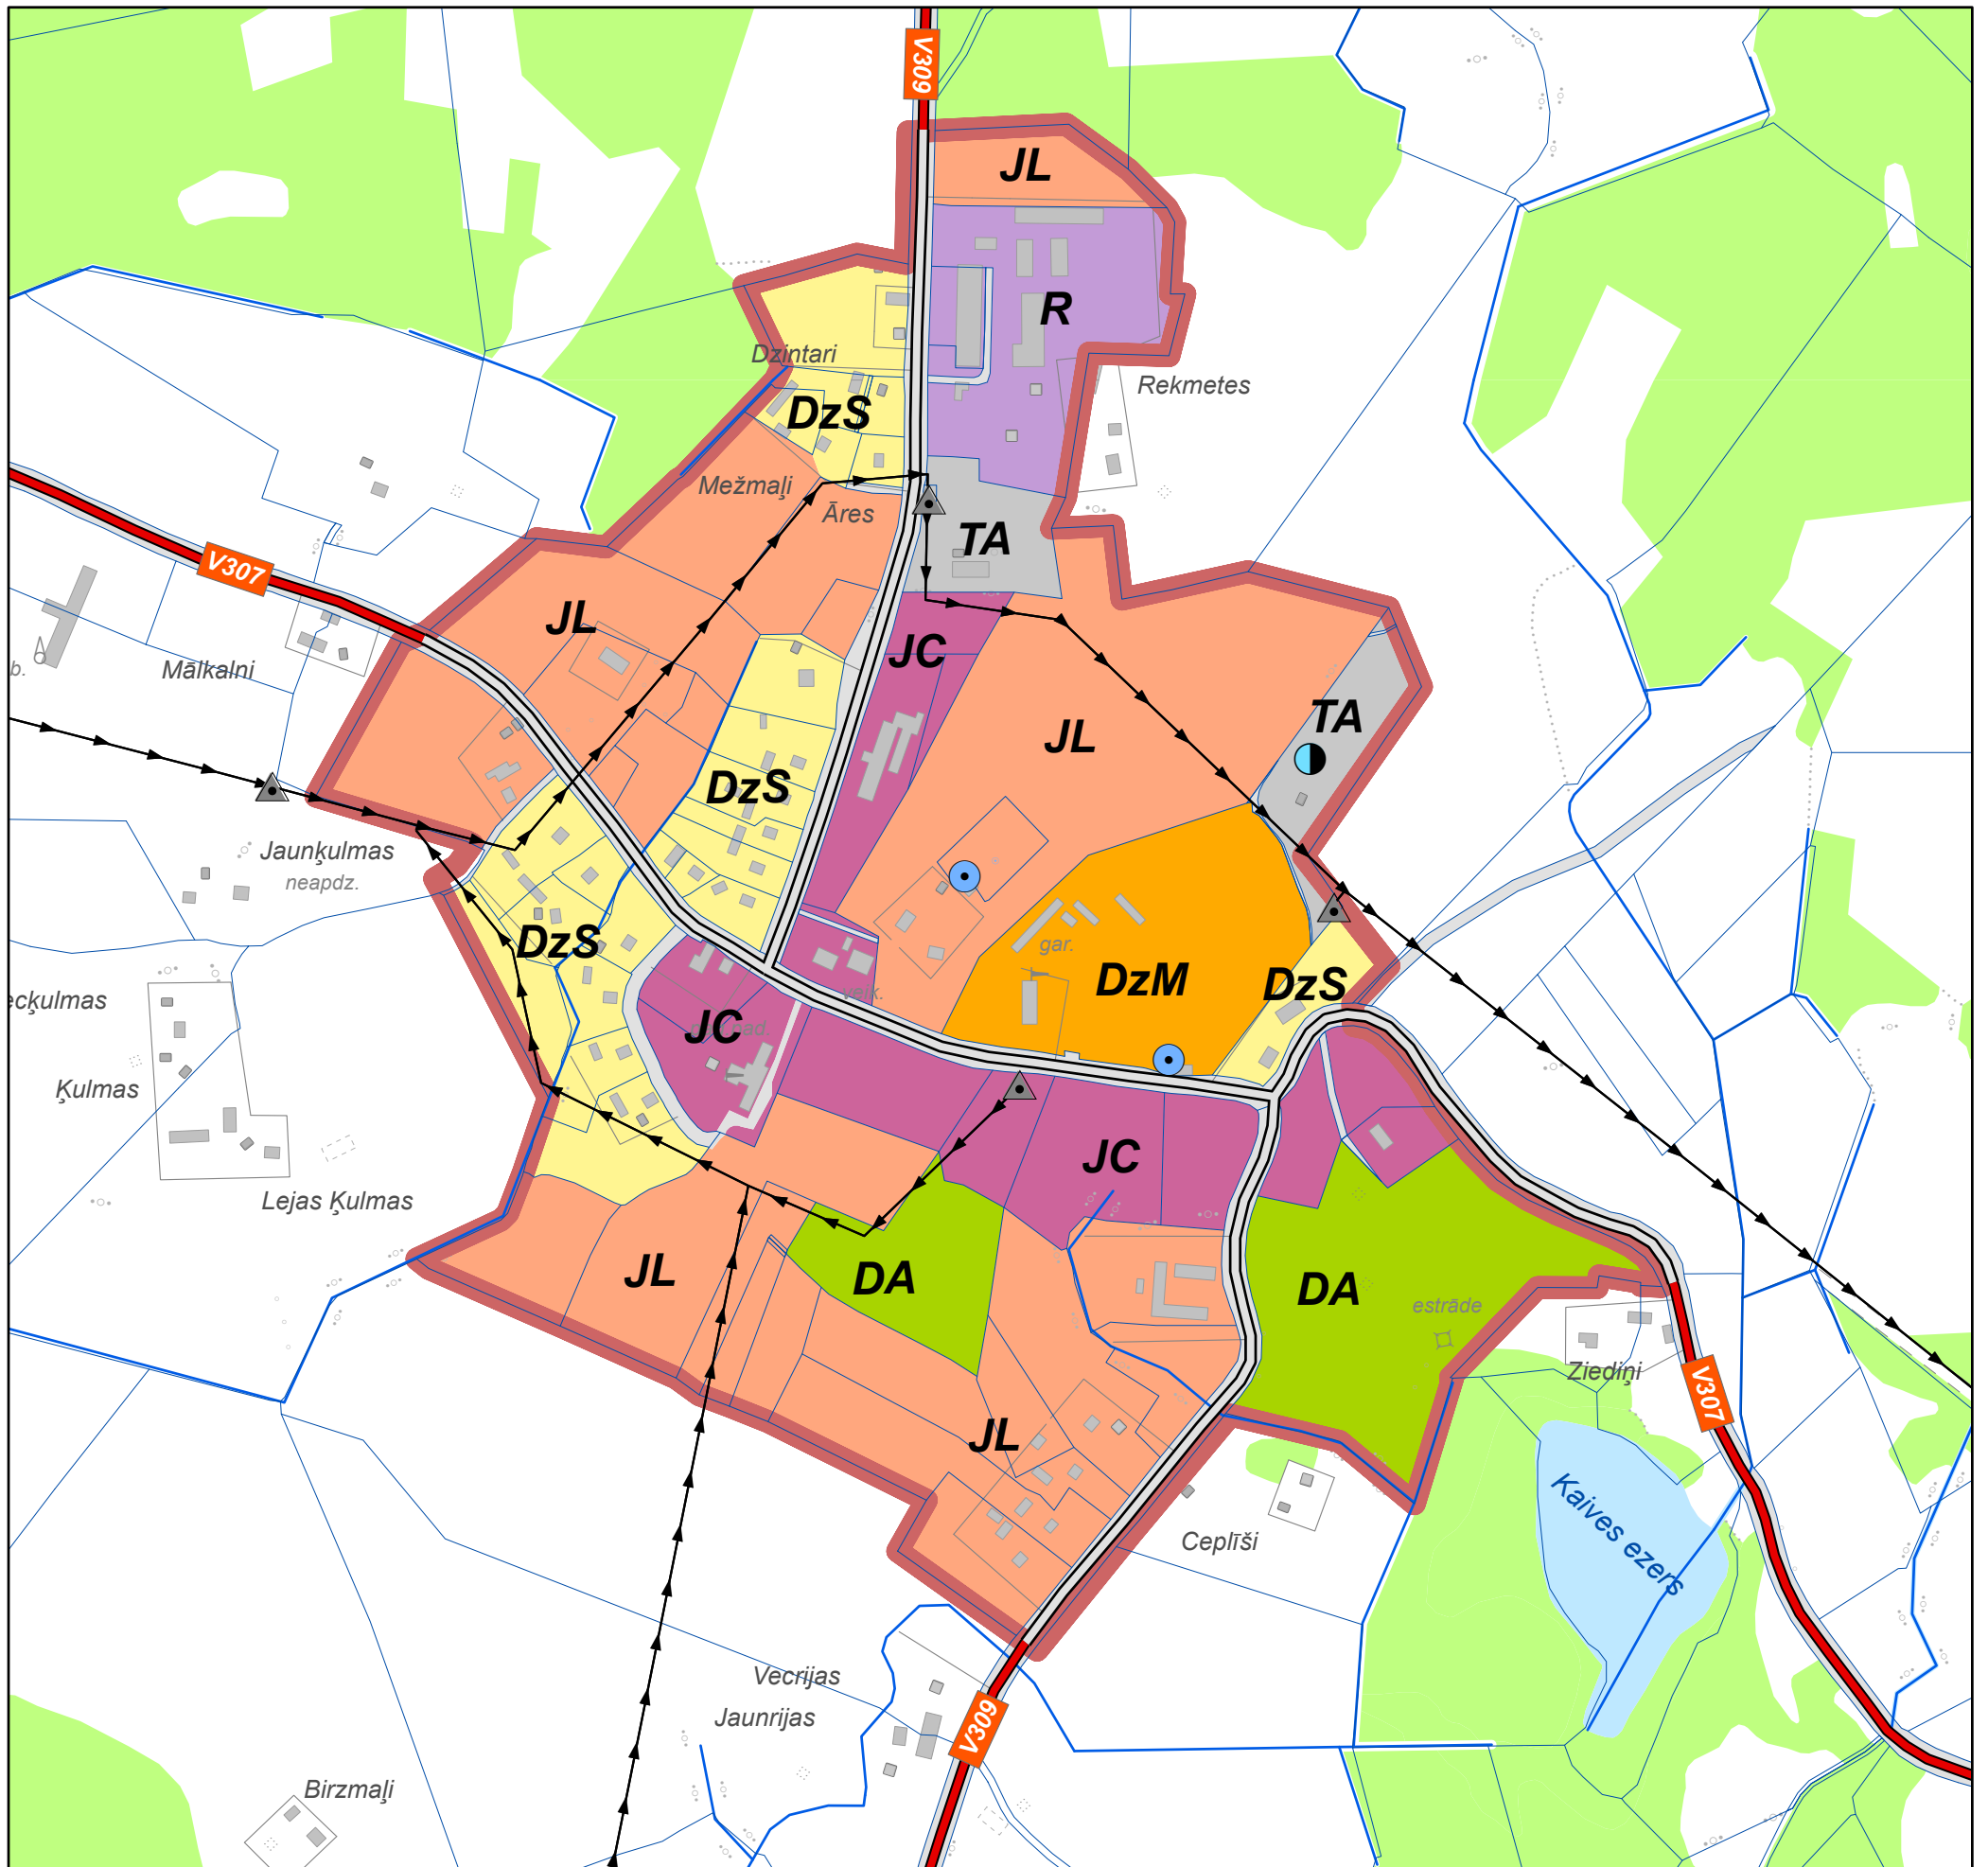 V309
JL
R
Dzintari
Rekmetes
DzS
Mežmaļi
Āres
TA
V307
JL
JC
Mālkalni
b.
TA
JL
DzS
Jaunķulmas
neapdz.
DzS
gar.
DzM
DzS
veik.
JC
Ķulmas
JC
Lejas Ķulmas
JL
DA
DA
estrāde
Ziediņi
V307
JL
Kaives ezers
Ceplīši
Vecrijas
Jaunrijas
V309
Birzmaļi